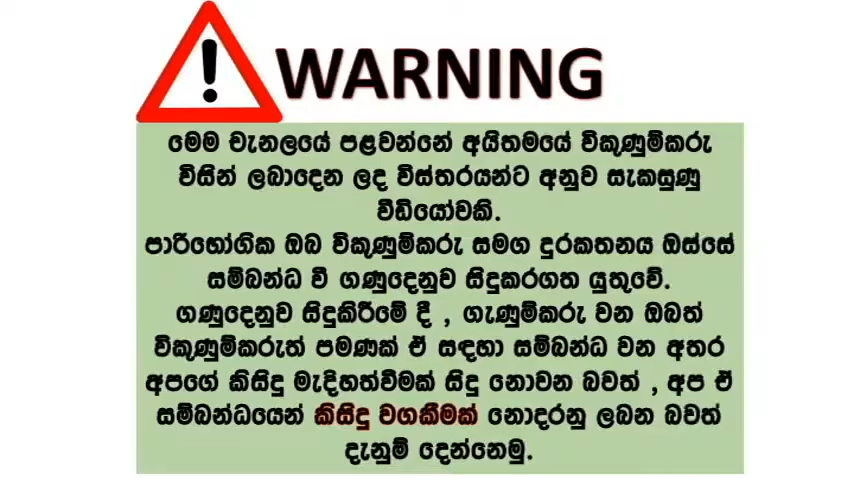 WARNING
මෙම චැනලයේ පළවන්නේ අයිතමයේ විකුණුම්කරු
විසින් ලබාදෙන ලද විස්තරයන්ට අනුව සැකසුණු
වීඩියෝවකි.
පාරිභෝගික ඔබ විකුණුම්කරු සමග දුරකතනය ඔස්සේ
සම්බන්ධ වී ගණුදෙනුව සිදුකරගත යුතුවේ.
ගණුදෙනුව සිදුකිරීමේ දී , ගැණුම්කරු වන ඔබත්
විකුණුම්කරුත් පමණක් ඒ සඳහා සම්බන්ධ වන අතර
අපගේ කිසිදු මැදිහත්වීමක් සිදු නොවන බවත් , අප ඒ
සම්බන්ධයෙන් කිසිදු වගකීමක් නොදරනු ලබන බවත්
දැනුම් දෙන්නෙමු.